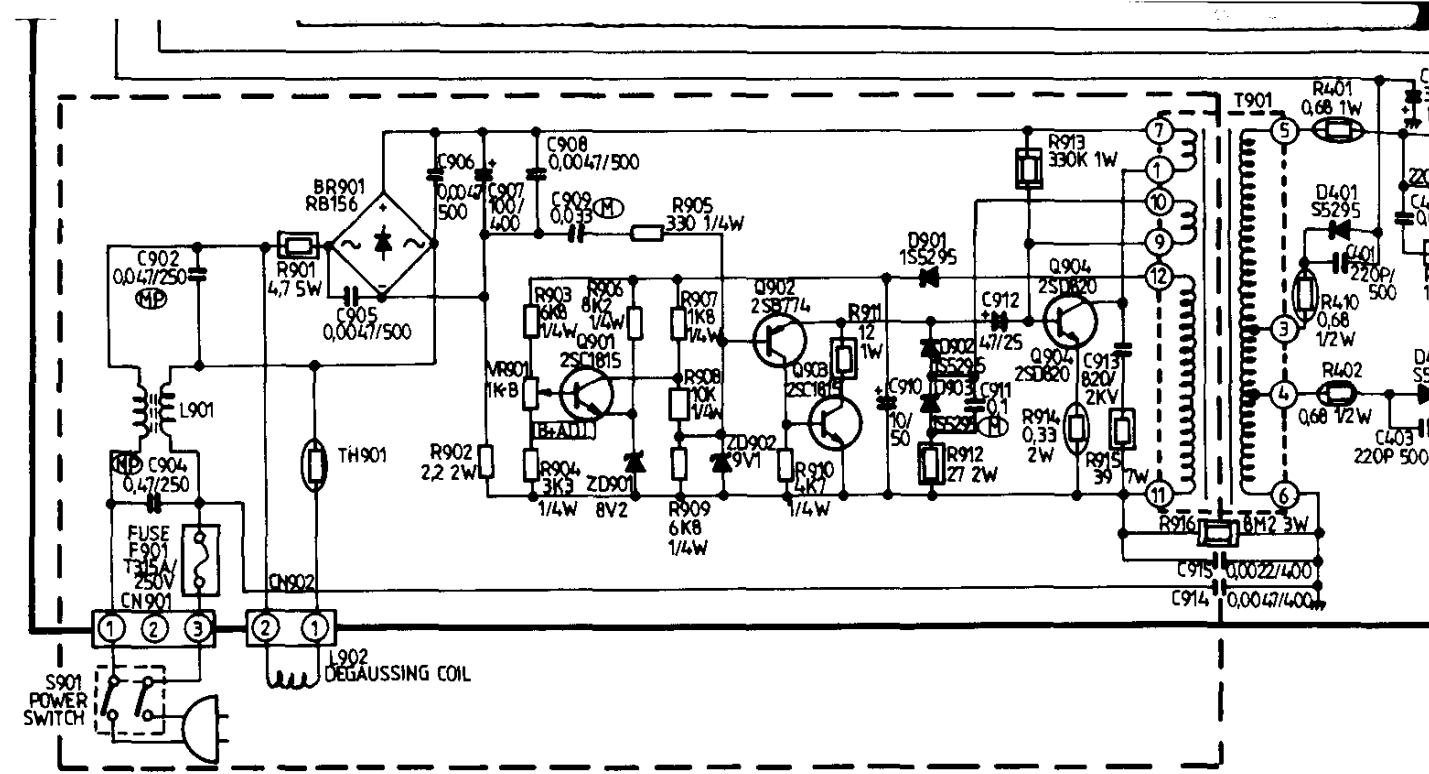 T901
R401
0,68 1W
C908
0,0047/500
C906
0,0047
500
C907
100/
400
BR901
RB156
R913
330K 1W
7
5
1
10
9
12
D401
S5295
C401
220P/
500
C909
0,033
M
R905
330 1/4W
D901
1S5295
Q904
2SD820
C902
0,047/250
MP
R901
4,7 5W
C905
0,0047/500
R903
6K8
1/4W
R906
8K2
1/4W
R907
1K8
1/4W
Q902
2SB774
R911
12
1W
C912
47/25
R410
0,68
1/2W
3
Q901
2SC1815
VR901
1K-B
B+ADJ.
Q903
2SC1815
D902
1S5295
D903
1S5295
C910
10/
50
C911
0,1
M
Q904
2SD820
C913
820/
2KV
R402
0,68 1/2W
4
L901
R908
10K
1/4W
R914
0,33
2W
C403
220P 500
MP
C904
0,47/250
TH901
R902
2,2 2W
R904
3K3
1/4W
ZD901
8V2
ZD902
9V1
R910
4K7
1/4W
R912
27 2W
R915
39 7W
11
6
R909
6K8
1/4W
R916
8M2 3W
FUSE
F901
T3,15A/
250V
CN901
CN902
C915
0,0022/400
C914
0,0047/400
1
2
3
2
1
L902
DEGAUSSING COIL
S901
POWER
SWITCH